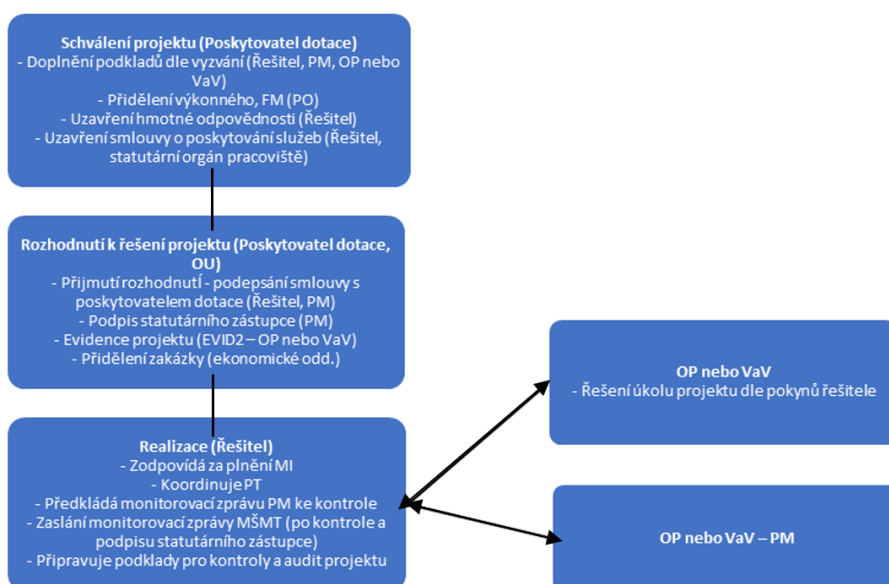 Schválení projektu (Poskytovatel dotace)
- Doplnění podkladů dle vyzvání (Řešitel, PM, OP nebo
VaV)
- Přidělení výkonného, FM (PO)
- Uzavření hmotné odpovědnosti (Řešitel)
- Uzavření smlouvy o poskytování služeb (Řešitel,
statutární orgán pracoviště)
Rozhodnutí k řešení projektu (Poskytovatel dotace,
OU)
- Přijmutí rozhodnutÍ - podepsání smlouvy s
poskytovatelem dotace (Řešitel, PM)
- Podpis statutárního zástupce (PM)
- Evidence projektu (EVID2 – OP nebo VaV)
- Přidělení zakázky (ekonomické odd.)
Realizace (Řešitel)
- Zodpovídá za plnění MI
- Koordinuje PT
- Předkládá monitorovací zprávu PM ke kontrole
- Zaslání monitorovací zprávy MŠMT (po kontrole a
podpisu statutárního zástupce)
- Připravuje podklady pro kontroly a audit projektu
OP nebo VaV
- Řešení úkolu projektu dle pokynů řešitele
OP nebo VaV – PM